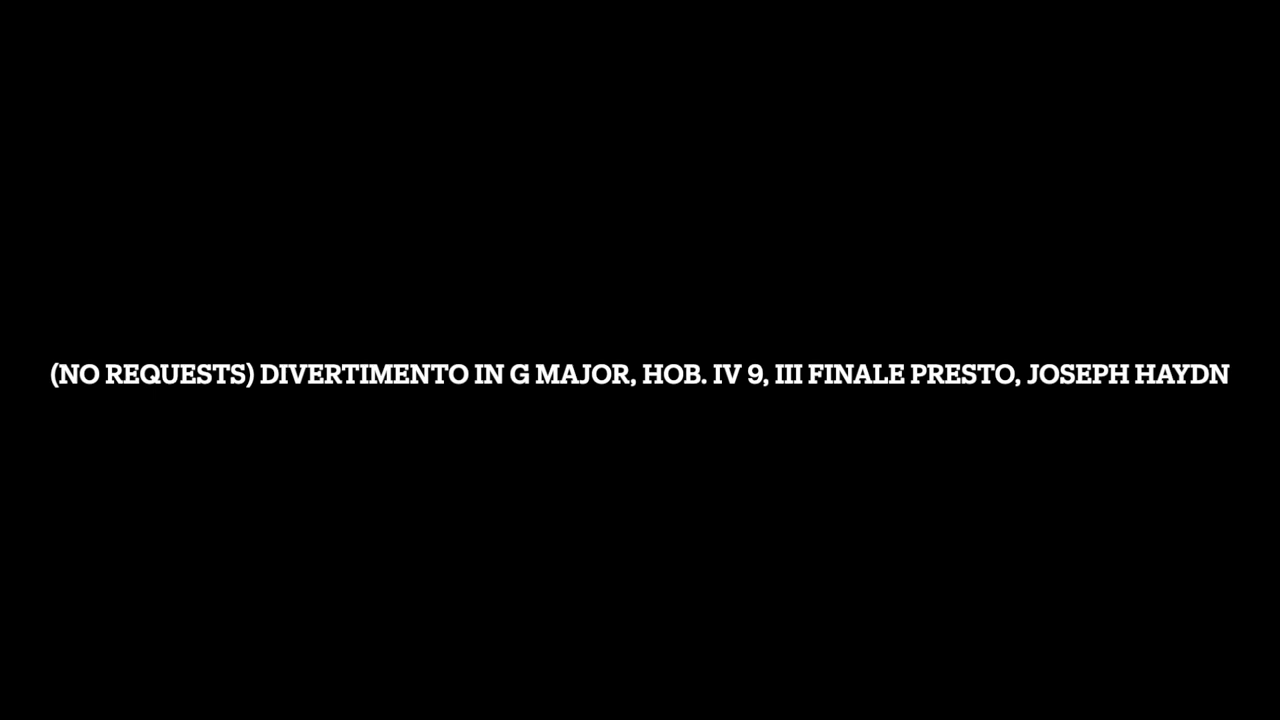 (NO REQUESTS) DIVERTIMENTO IN G MAJOR, HOB. IV 9, III FINALE PRESTO, JOSEPH HAYDN